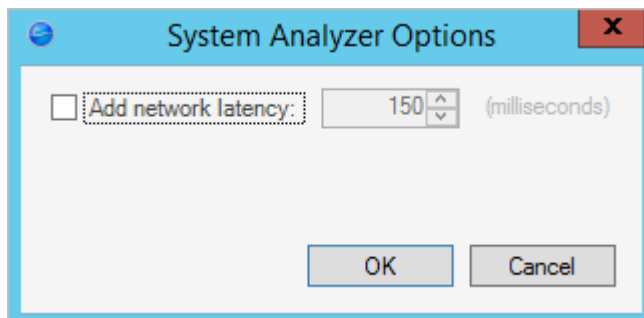 System Analyzer Options
x
Add network latency: 150 (milliseconds)
OK Cancel